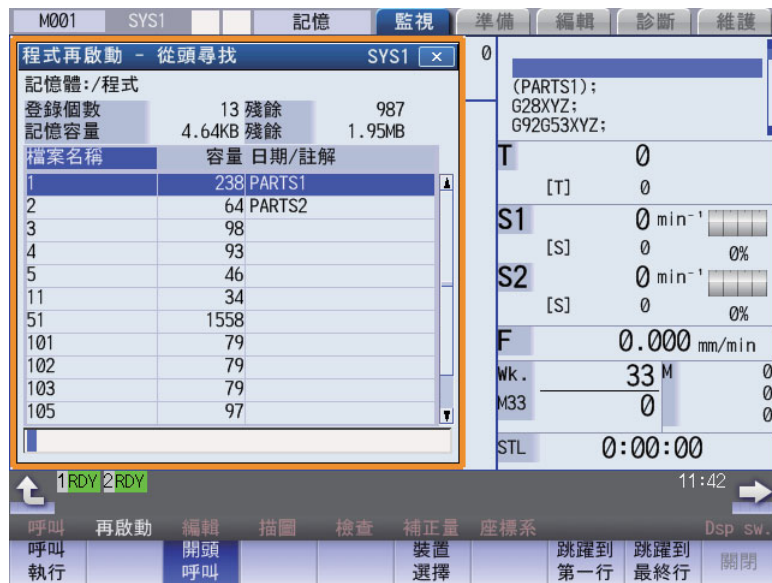 M001 SYS1 記憶 監視 準備 編輯 診斷 維護
程式再啟動 - 從頭尋找 SYS1 ×
記憶體:/程式
登錄個數 13 殘餘 987
記憶容量 4.64KB 殘餘 1.95MB
檔案名稱 容量 日期/註解
1 238 PARTS1
2 64 PARTS2
3 98
4 93
5 46
11 34
51 1558
101 79
102 79
103 79
105 97
0
(PARTS1);
G28XYZ;
G92G53XYZ;
T 0
[T] 0
S1 0 min⁻¹
[S] 0 0%
S2 0 min⁻¹
[S] 0 0%
F 0.000 mm/min
Wk. 33 M 0
0
M33 0 0
STL 0:00:00
1RDY 2RDY 11:42
呼叫 再啟動 編輯 描圖 檢查 補正量 座標系 Dsp sw.
呼叫 開頭 裝置 跳躍到 跳躍到 關閉
執行 呼叫 選擇 第一行 最終行